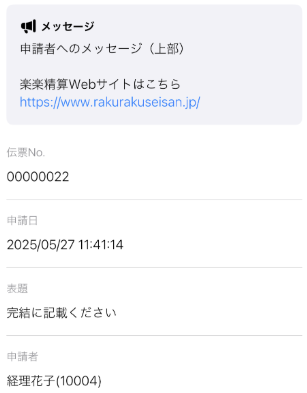 メッセージ
申請者へのメッセージ（上部）
楽楽精算Webサイトはこちら
https://www.rakurakuseisan.jp/
伝票No.
00000022
申請日
2025/05/27 11:41:14
表題
完結に記載ください
申請者
経理花子(10004)